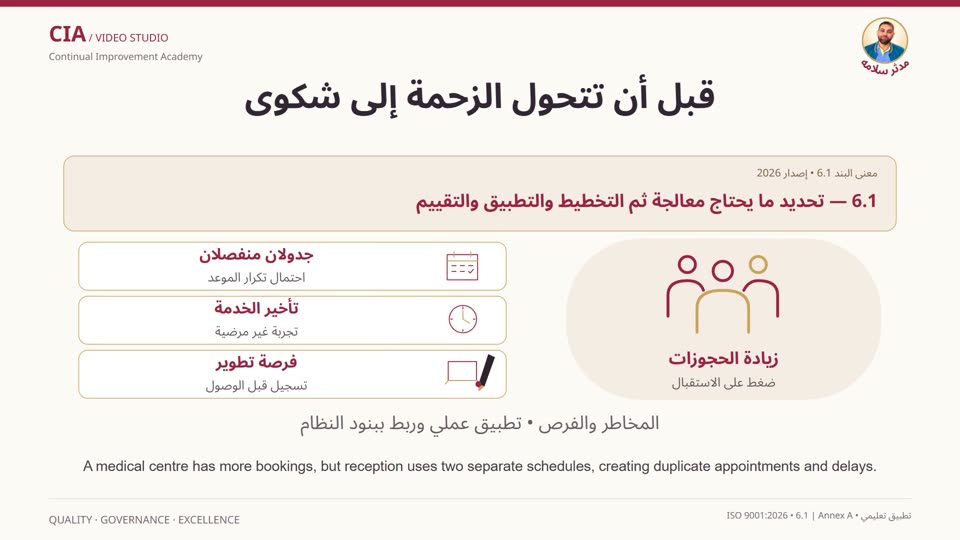 CIA / VIDEO STUDIO
Continual Improvement Academy
مدثر سلامه
قبل أن تتحول الزحمة إلى شكوى
معنى البند 6.1 • إصدار 2026
6.1 — تحديد ما يحتاج معالجة ثم التخطيط والتطبيق والتقييم
زيادة الحجوزات
ضغط على الاستقبال
جدولان منفصلان
احتمال تكرار الموعد
تأخير الخدمة
تجربة غير مرضية
فرصة تطوير
تسجيل قبل الوصول
المخاطر والفرص • تطبيق عملي وربط ببنود النظام
A medical centre has more bookings, but reception uses two separate schedules, creating duplicate appointments and delays.
QUALITY · GOVERNANCE · EXCELLENCE
ISO 9001:2026 • 6.1 | Annex A • تطبيق تعليمي